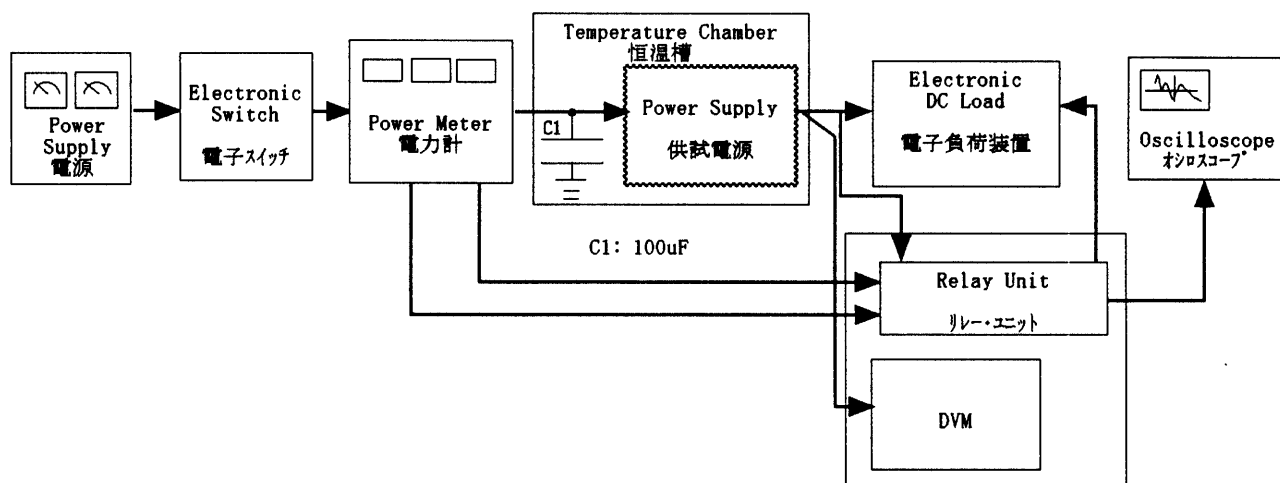 Power
Supply
電源
Electronic
Switch
電子スイッチ
Power Meter
電力計
Temperature Chamber
恒温槽
C1
Power Supply
供試電源
Electronic
DC Load
電子負荷装置
Oscilloscope
オシロスコープ
C1: 100uF
Relay Unit
リレー・ユニット
DVM